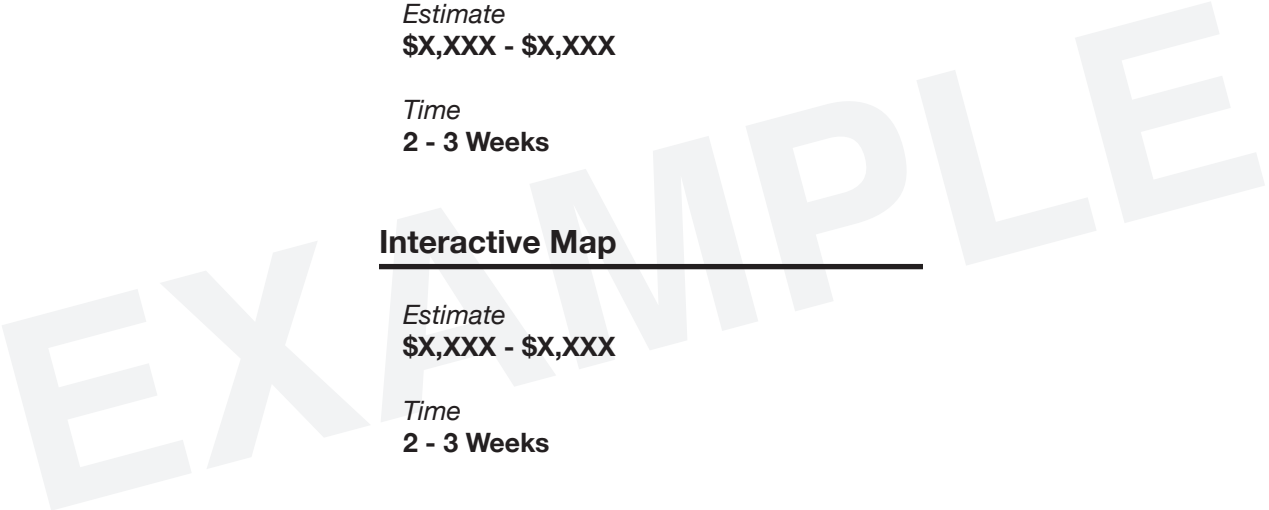 Estimate
$X,XXX - $X,XXX
Time
2 - 3 Weeks
Interactive Map
Estimate
$X,XXX - $X,XXX
Time
2 - 3 Weeks
EXAMPLE